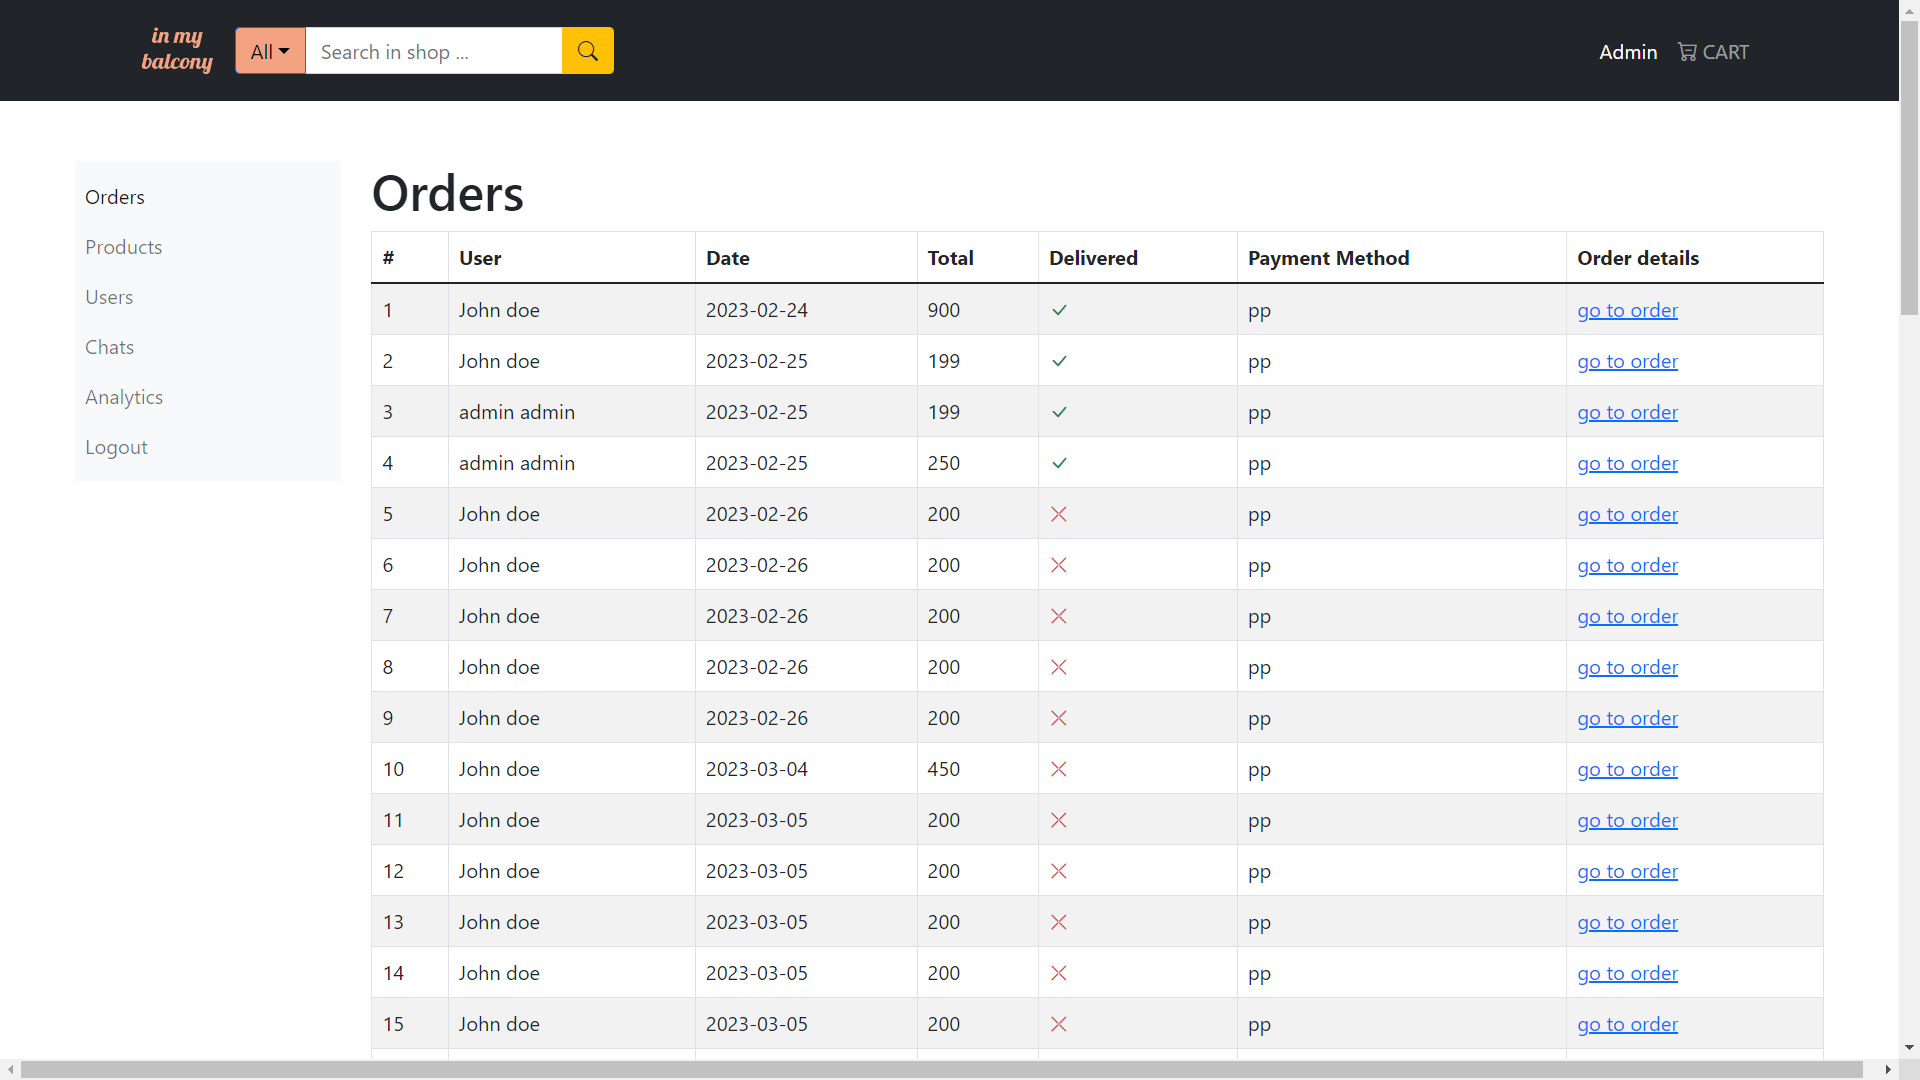 in my
balcony
All
Search in shop ...
Admin
CART
Orders
Products
Users
Chats
Analytics
Logout
Orders
# User Date Total Delivered Payment Method Order details
1 John doe 2023-02-24 900 pp go to order
2 John doe 2023-02-25 199 pp go to order
3 admin admin 2023-02-25 199 pp go to order
4 admin admin 2023-02-25 250 pp go to order
5 John doe 2023-02-26 200 pp go to order
6 John doe 2023-02-26 200 pp go to order
7 John doe 2023-02-26 200 pp go to order
8 John doe 2023-02-26 200 pp go to order
9 John doe 2023-02-26 200 pp go to order
10 John doe 2023-03-04 450 pp go to order
11 John doe 2023-03-05 200 pp go to order
12 John doe 2023-03-05 200 pp go to order
13 John doe 2023-03-05 200 pp go to order
14 John doe 2023-03-05 200 pp go to order
15 John doe 2023-03-05 200 pp go to order